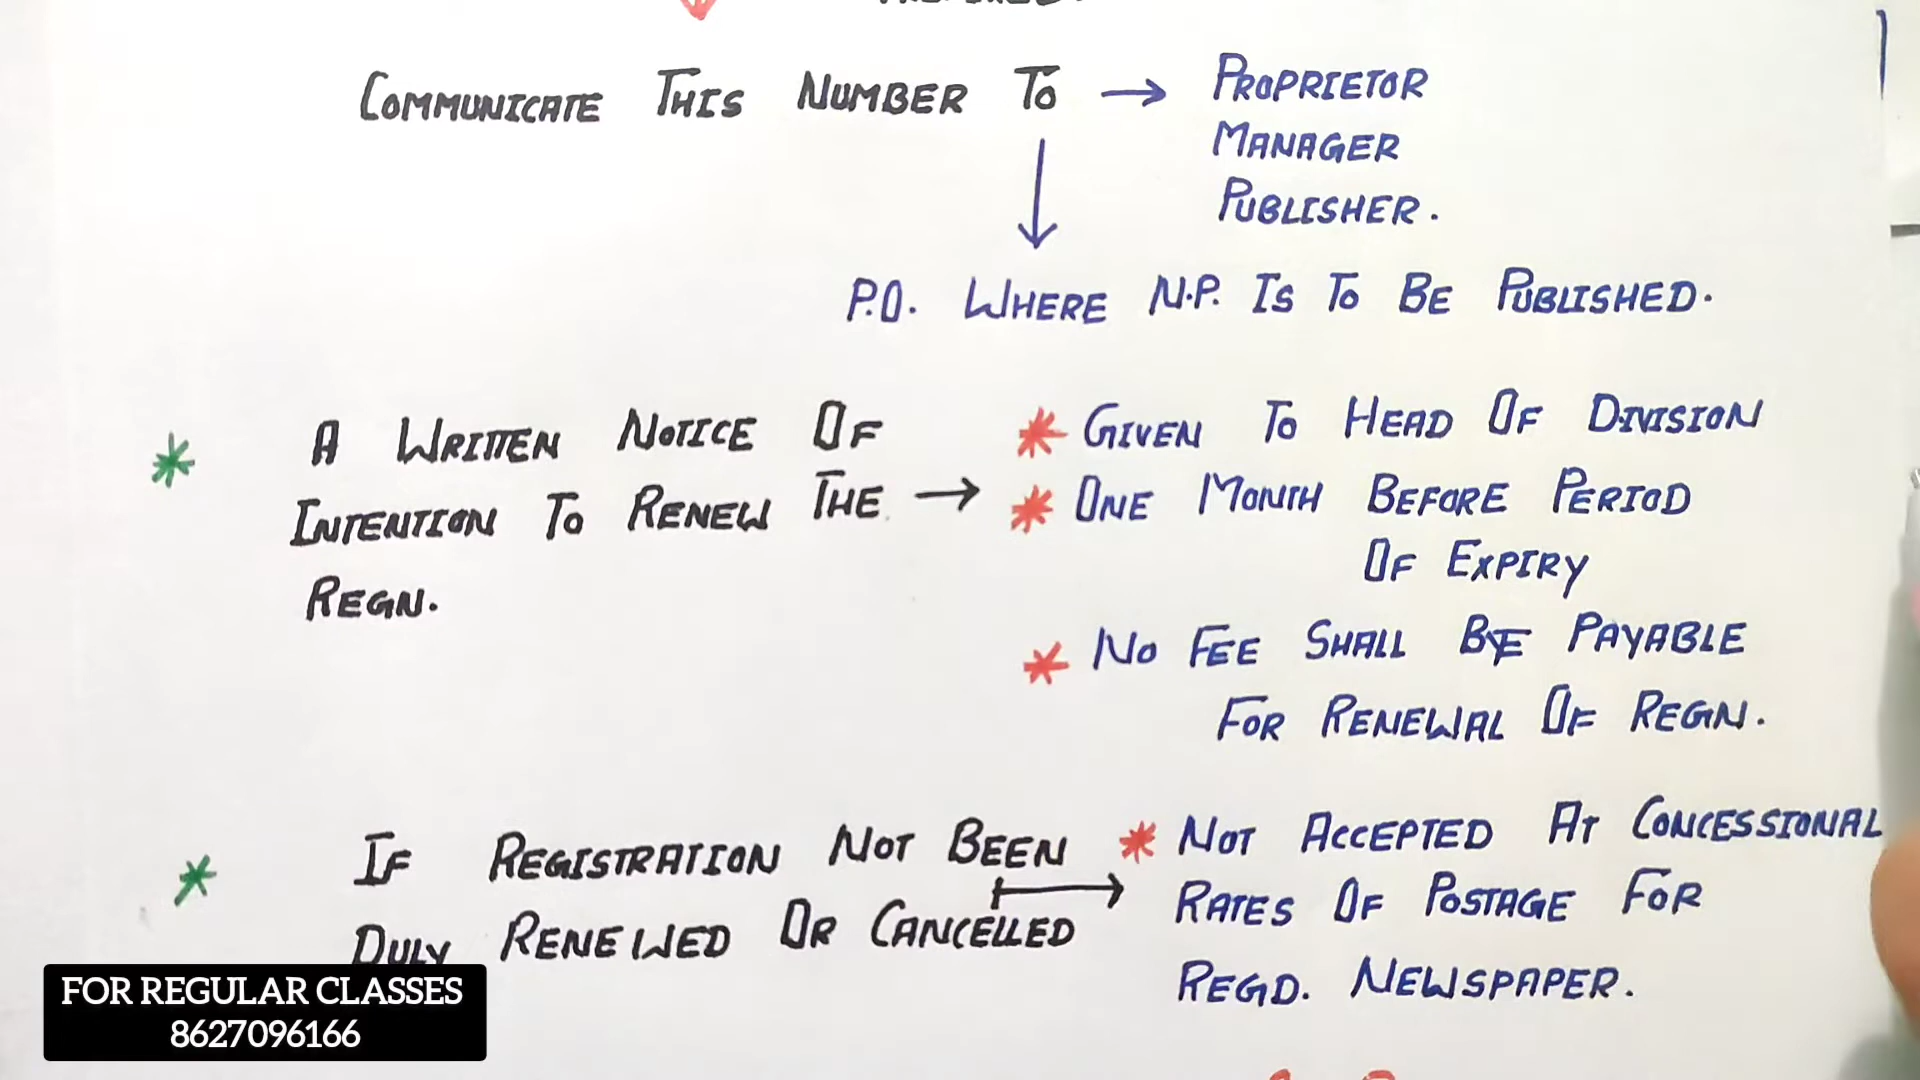 COMMUNICATE THIS NUMBER TO → PROPRIETOR
MANAGER
PUBLISHER.
P.O. WHERE N.P. IS TO BE PUBLISHED.
A WRITTEN NOTICE OF
INTENTION TO RENEW THE →
REGN.
* GIVEN TO HEAD OF DIVISION
* ONE MONTH BEFORE PERIOD
OF EXPIRY
* NO FEE SHALL BE PAYABLE
FOR RENEWAL OF REGN.
* IF REGISTRATION NOT BEEN
DULY RENEWED OR CANCELLED
* NOT ACCEPTED AT CONCESSIONAL
RATES OF POSTAGE FOR
REGD. NEWSPAPER.
FOR REGULAR CLASSES
8627096166